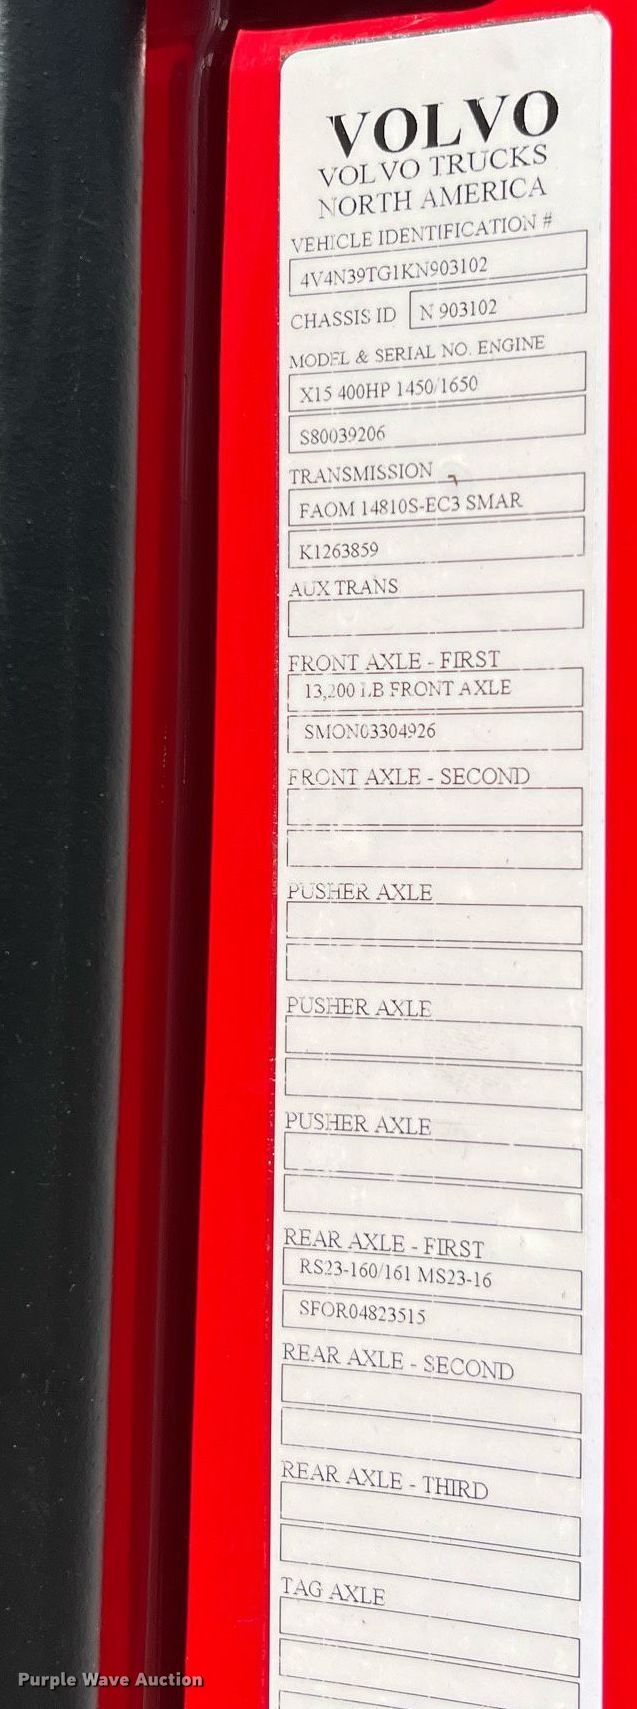 VOLVO
VOLVO TRUCKS
NORTH AMERICA
VEHICLE IDENTIFICATION #
4V4N39TG1KN903102
CHASSIS ID N 903102
MODEL & SERIAL NO. ENGINE
X15 400HP 1450/1650
S80039206
TRANSMISSION
FAOM 14810S-EC3 SMAR
K1263859
AUX TRANS
FRONT AXLE - FIRST
13,200 LB FRONT AXLE
SMON03304926
FRONT AXLE - SECOND
PUSHER AXLE
PUSHER AXLE
PUSHER AXLE
REAR AXLE - FIRST
RS23-160/161 MS23-16
SFOR04823515
REAR AXLE - SECOND
REAR AXLE - THIRD
TAG AXLE
Purple Wave Auction